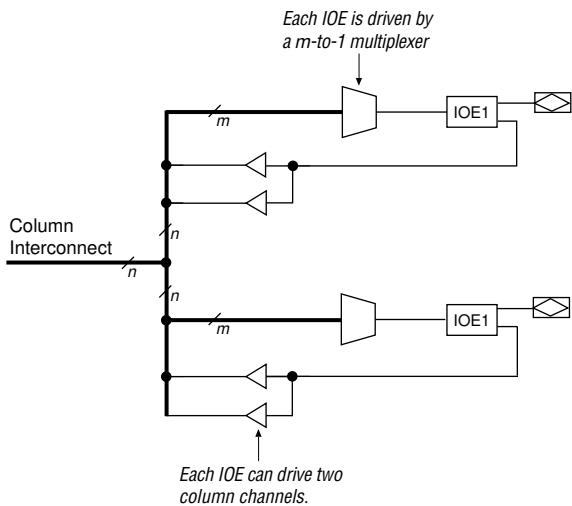 Each IOE is driven by
a m-to-1 multiplexer
m
IOE1
Column
Interconnect
n
n
n
m
IOE1
Each IOE can drive two
column channels.